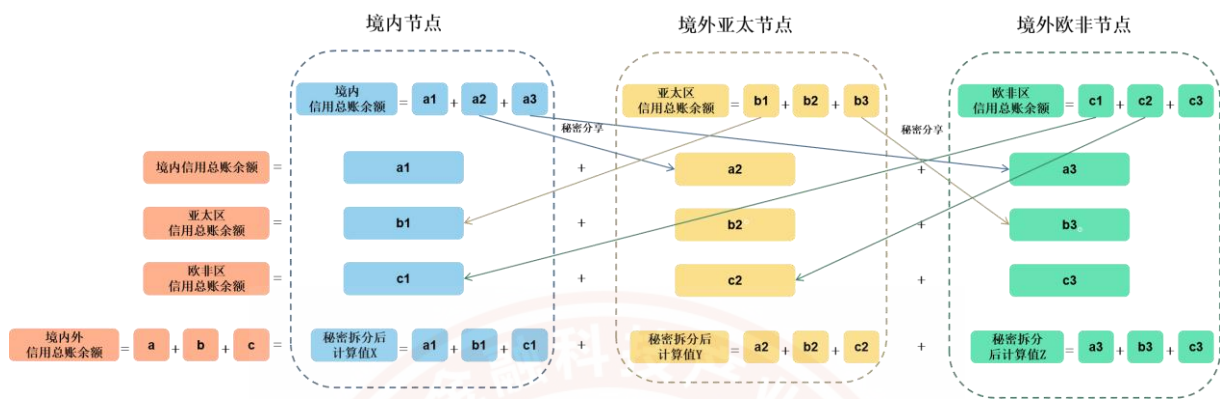 境内节点
境外亚太节点
境外欧非节点
境内
信用总账余额 = a1 + a2 + a3
亚太区
信用总账余额 = b1 + b2 + b3
欧非区
信用总账余额 = c1 + c2 + c3
秘密分享
秘密分享
境内信用总账余额 = a1 + a2 + a3
亚太区
信用总账余额 = b1 + b2 + b3。
欧非区
信用总账余额 = c1 + c2 + c3
境内外
信用总账余额 = a + b + c =
秘密拆分后
计算值X = a1 + b1 + c1 +
秘密拆分后
计算值Y = a2 + b2 + c2 +
秘密拆分
后计算值Z = a3 + b3 + c3